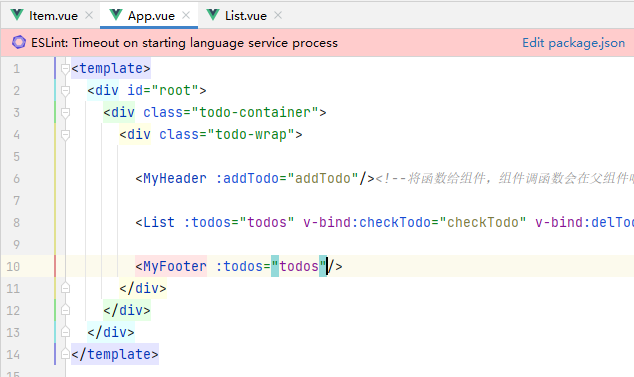 Item.vue App.vue List.vue
ESLint: Timeout on starting language service process Edit package.json
1 <template>
2 <div id="root">
3 <div class="todo-container">
4 <div class="todo-wrap">
5
6 <MyHeader :addTodo="addTodo"/><!--将函数给组件，组件调函数会在父组件
7
8 <List :todos="todos" v-bind:checkTodo="checkTodo" v-bind:delTod
9
10 <MyFooter :todos="todos"/>
11 </div>
12 </div>
13 </div>
14 </template>